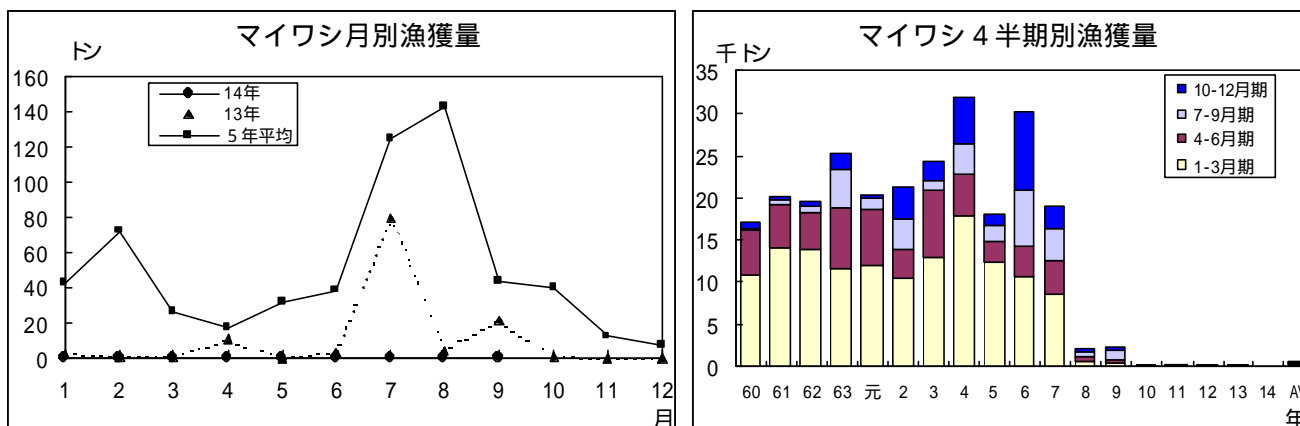 マイワシ月別漁獲量
トン
160
140
120
100
80
60
40
20
0
14年
13年
５年平均
1 2 3 4 5 6 7 8 9 10 11 12
月
マイワシ４半期別漁獲量
千トン
35
30
25
20
15
10
5
0
10-12月期
7-9月期
4-6月期
1-3月期
60 61 62 63 元 2 3 4 5 6 7 8 9 10 11 12 13 14
年